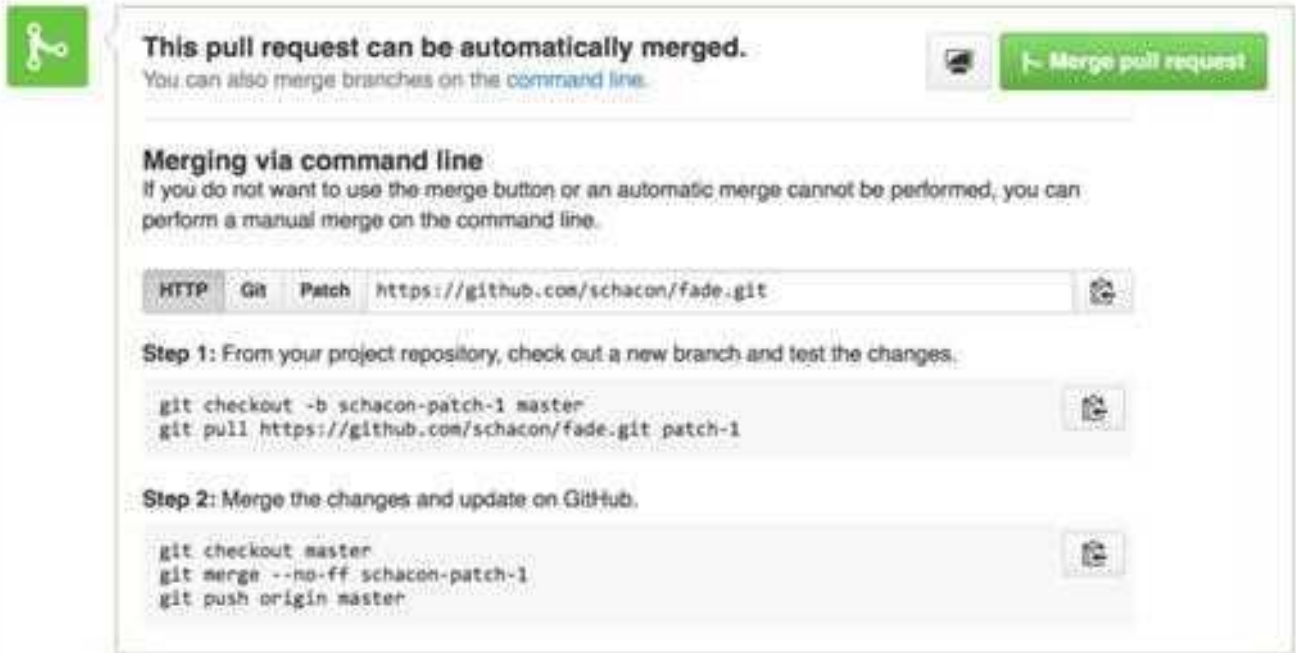 This pull request can be automatically merged.
You can also merge branches on the command line.
Merge pull request
Merging via command line
If you do not want to use the merge button or an automatic merge cannot be performed, you can
perform a manual merge on the command line.
HTTP Git Patch https://github.com/schacon/fade.git
Step 1: From your project repository, check out a new branch and test the changes.
git checkout -b schacon-patch-1 master
git pull https://github.com/schacon/fade.git patch-1
Step 2: Merge the changes and update on GitHub.
git checkout master
git merge --no-ff schacon-patch-1
git push origin master